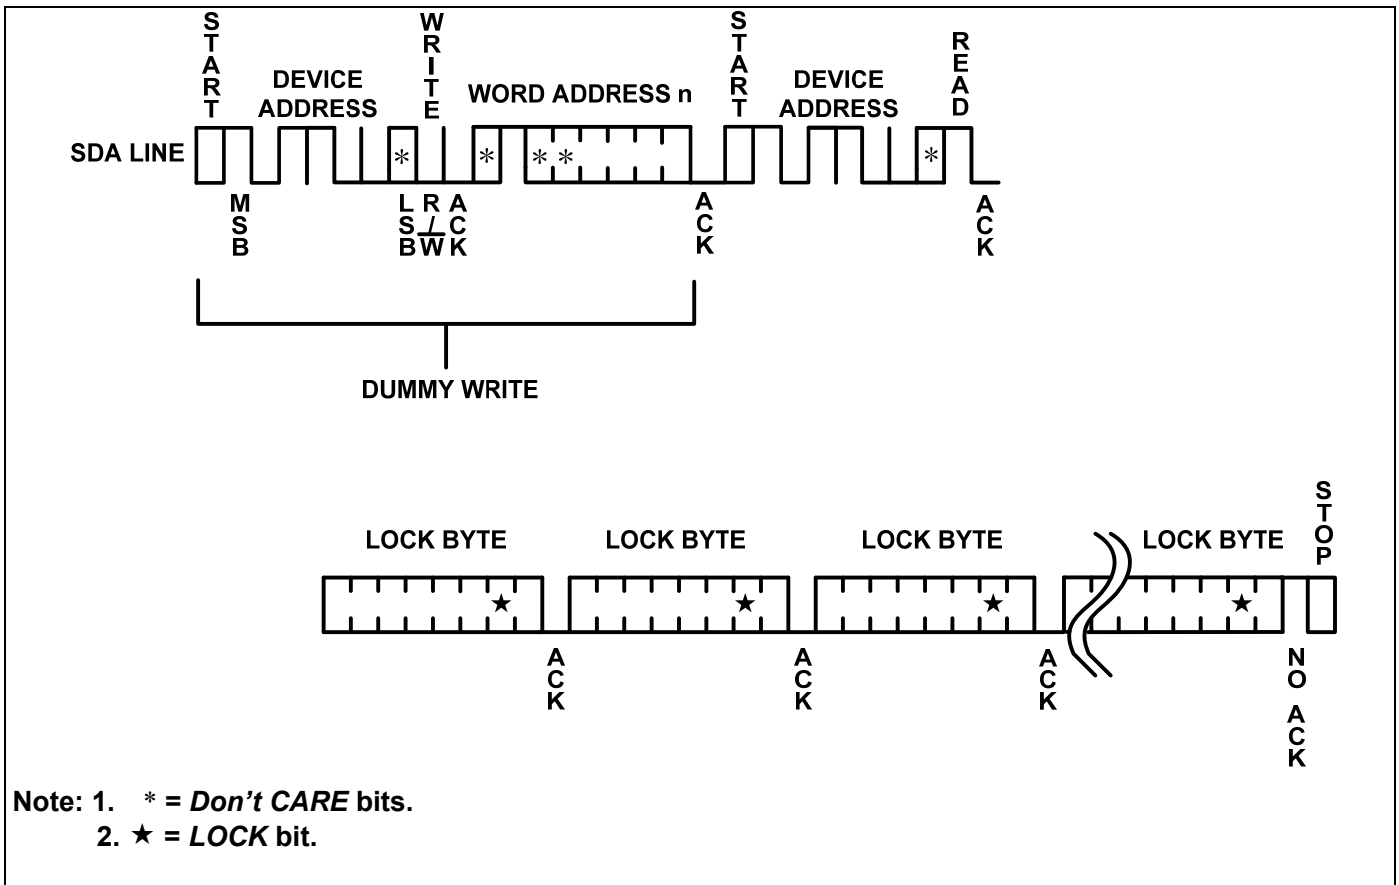 START
WRITE
START
READ
DEVICE
ADDRESS
WORD ADDRESS n
DEVICE
ADDRESS
SDA LINE
* * * * *
MSB
LSB
R/W
ACK
ACK
ACK
DUMMY WRITE
STOP
LOCK BYTE LOCK BYTE LOCK BYTE LOCK BYTE
★ ★ ★ ★
ACK
ACK
ACK
NO ACK
Note: 1. * = Don't CARE bits.
2. ★ = LOCK bit.